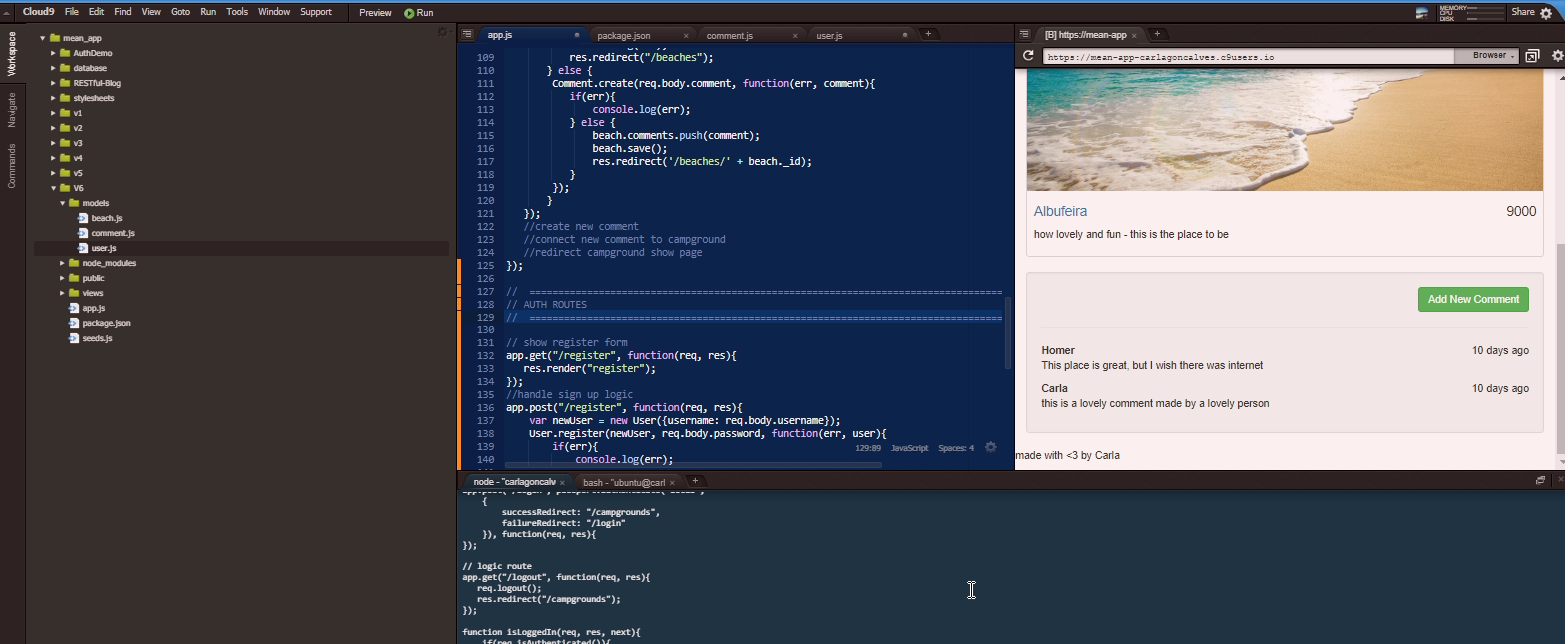 Cloud9 File Edit Find View Goto Run Tools Window Support Preview Run
MEMORY
CPU
DISK
Share
Workspace
Navigate
Commands
mean_app
AuthDemo
database
RESTful-Blog
stylesheets
v1
v2
v3
v4
v5
V6
models
beach.js
comment.js
user.js
node_modules
public
views
app.js
package.json
seeds.js
app.js package.json comment.js user.js
109 res.redirect("/beaches");
110 } else {
111 Comment.create(req.body.comment, function(err, comment){
112 if(err){
113 console.log(err);
114 } else {
115 beach.comments.push(comment);
116 beach.save();
117 res.redirect('/beaches/' + beach._id);
118 }
119 });
120 }
121 });
122 //create new comment
123 //connect new comment to campground
124 //redirect campground show page
125 });
126
127 // ================================================================================
128 // AUTH ROUTES
129 // ================================================================================
130
131 // show register form
132 app.get("/register", function(req, res){
133 res.render("register");
134 });
135 //handle sign up logic
136 app.post("/register", function(req, res){
137 var newUser = new User({username: req.body.username});
138 User.register(newUser, req.body.password, function(err, user){
139 if(err){
140 console.log(err);
129:89 JavaScript Spaces: 4
[B] https://mean-app
https://mean-app-carlagoncalves.c9users.io
Browser
Albufeira 9000
how lovely and fun - this is the place to be
Add New Comment
Homer 10 days ago
This place is great, but I wish there was internet
Carla 10 days ago
this is a lovely comment made by a lovely person
made with <3 by Carla
node - "carlagoncalv bash - "ubuntu@carl
{
successRedirect: "/campgrounds",
failureRedirect: "/login"
}), function(req, res){
});
// logic route
app.get("/logout", function(req, res){
req.logout();
res.redirect("/campgrounds");
});
function isLoggedIn(req, res, next){
if(req.isAuthenticated()){